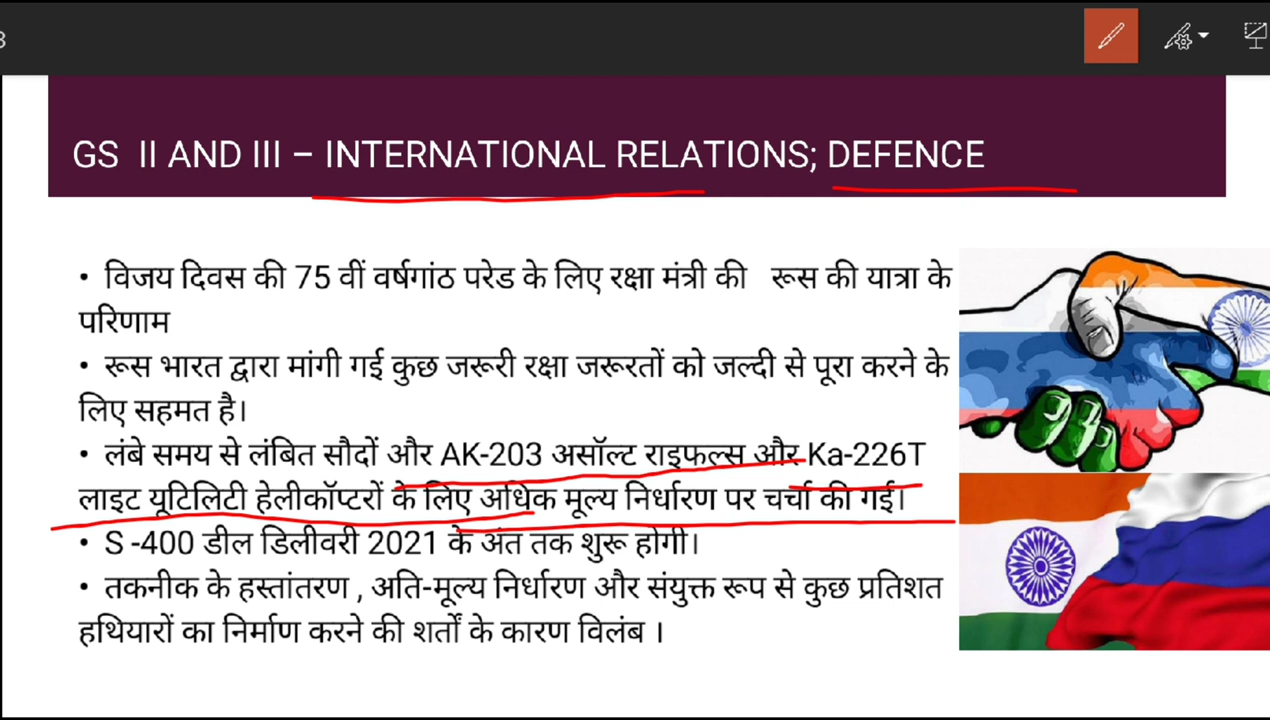 3
GS II AND III – INTERNATIONAL RELATIONS; DEFENCE
• विजय दिवस की 75 वीं वर्षगांठ परेड के लिए रक्षा मंत्री की रूस की यात्रा के
परिणाम
• रूस भारत द्वारा मांगी गई कुछ जरूरी रक्षा जरूरतों को जल्दी से पूरा करने के
लिए सहमत है।
• लंबे समय से लंबित सौदों और AK-203 असॉल्ट राइफल्स और Ka-226T
लाइट यूटिलिटी हेलीकॉप्टरों के लिए अधिक मूल्य निर्धारण पर चर्चा की गई।
• S -400 डील डिलीवरी 2021 के अंत तक शुरू होगी।
• तकनीक के हस्तांतरण , अति-मूल्य निर्धारण और संयुक्त रूप से कुछ प्रतिशत
हथियारों का निर्माण करने की शर्तों के कारण विलंब ।